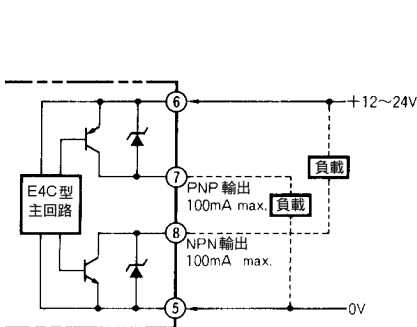 6
+12~24V
負載
7
PNP 輸出
100mA max.
負載
E4C型
主回路
8
NPN 輸出
100mA max.
5
0V